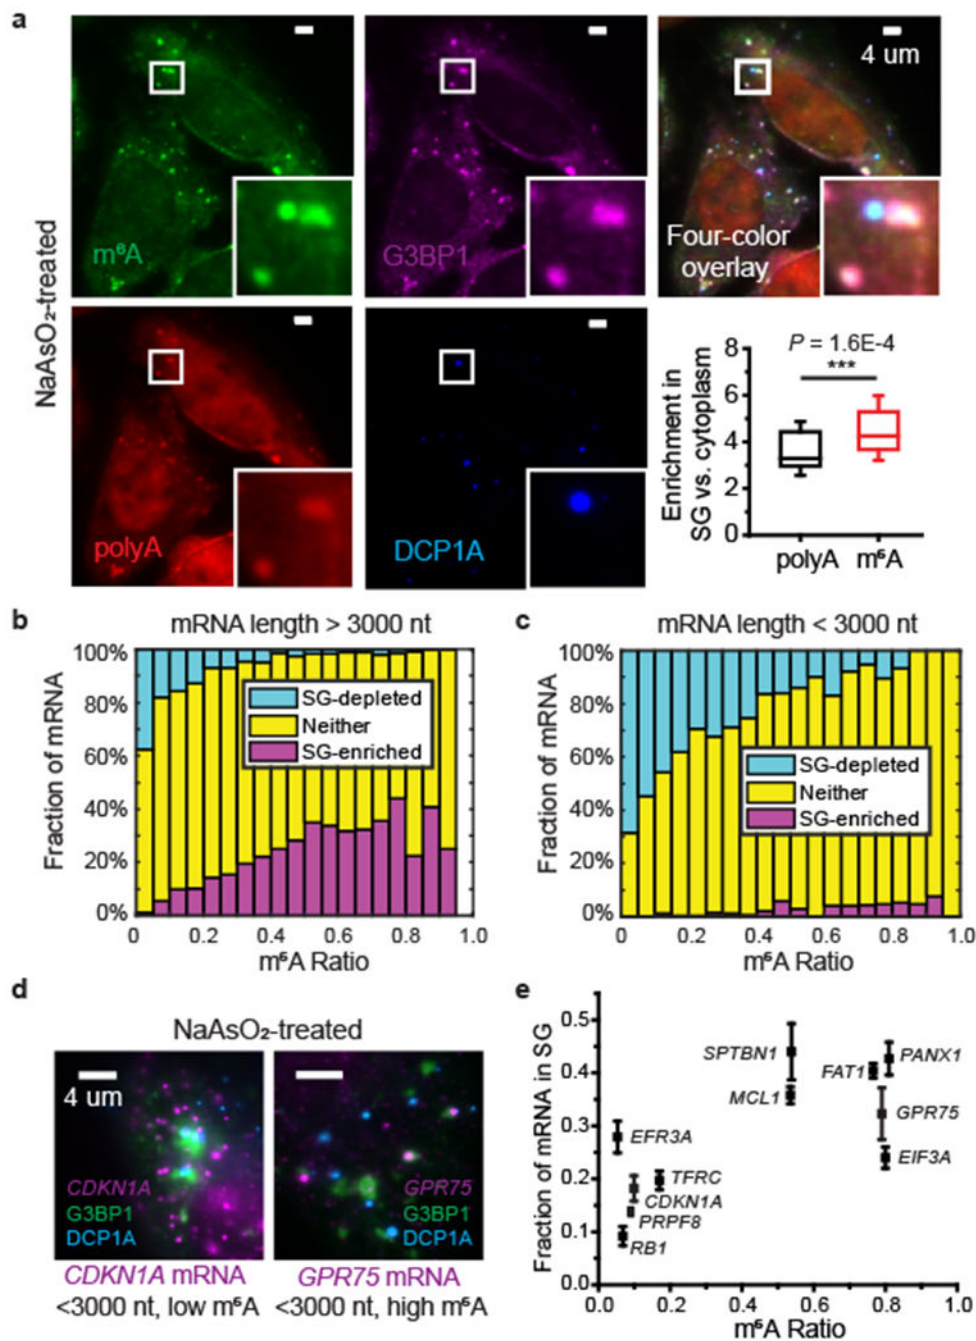 a
NaAsO₂-treated
m⁶A
G3BP1
4 um
Four-color
overlay
polyA
DCP1A
P = 1.6E-4
***
Enrichment in
SG vs. cytoplasm
8
6
4
2
0
polyA m⁶A
b
mRNA length > 3000 nt
Fraction of mRNA
100%
80%
60%
40%
20%
0%
SG-depleted
Neither
SG-enriched
0 0.2 0.4 0.6 0.8 1.0
m⁶A Ratio
c
mRNA length < 3000 nt
Fraction of mRNA
100%
80%
60%
40%
20%
0%
SG-depleted
Neither
SG-enriched
0 0.2 0.4 0.6 0.8 1.0
m⁶A Ratio
d
NaAsO₂-treated
4 um
CDKN1A
G3BP1
DCP1A
CDKN1A mRNA
<3000 nt, low m⁶A
GPR75
G3BP1
DCP1A
GPR75 mRNA
<3000 nt, high m⁶A
e
Fraction of mRNA in SG
0.5
0.4
0.3
0.2
0.1
0.0
SPTBN1
PANX1
FAT1
MCL1
GPR75
EFR3A
EIF3A
TFRC
CDKN1A
PRPF8
RB1
0.0 0.2 0.4 0.6 0.8 1.0
m⁶A Ratio